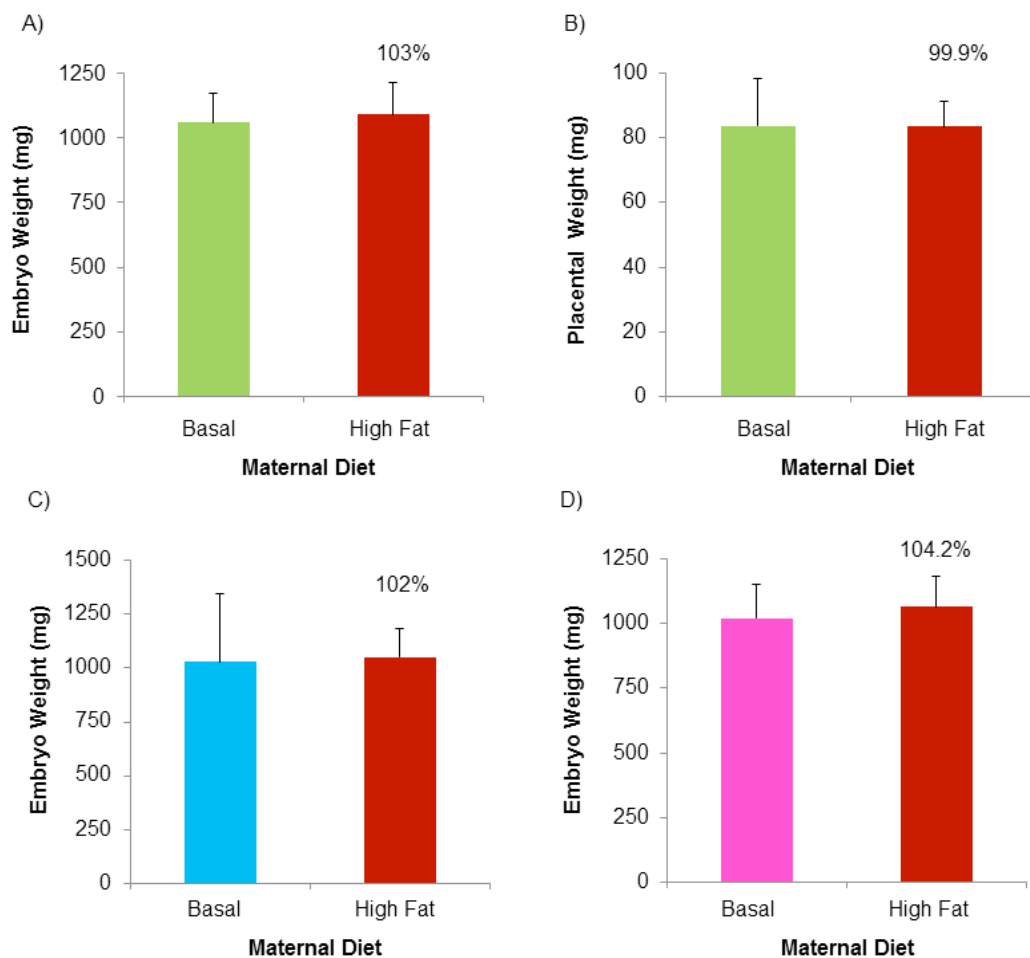 A)
103%
1250
1000
750
500
250
0
Embryo Weight (mg)
Basal
High Fat
Maternal Diet
B)
99.9%
100
80
60
40
20
0
Placental Weight (mg)
Basal
High Fat
Maternal Diet
C)
102%
1500
1250
1000
750
500
250
0
Embryo Weight (mg)
Basal
High Fat
Maternal Diet
D)
104.2%
1250
1000
750
500
250
0
Embryo Weight (mg)
Basal
High Fat
Maternal Diet